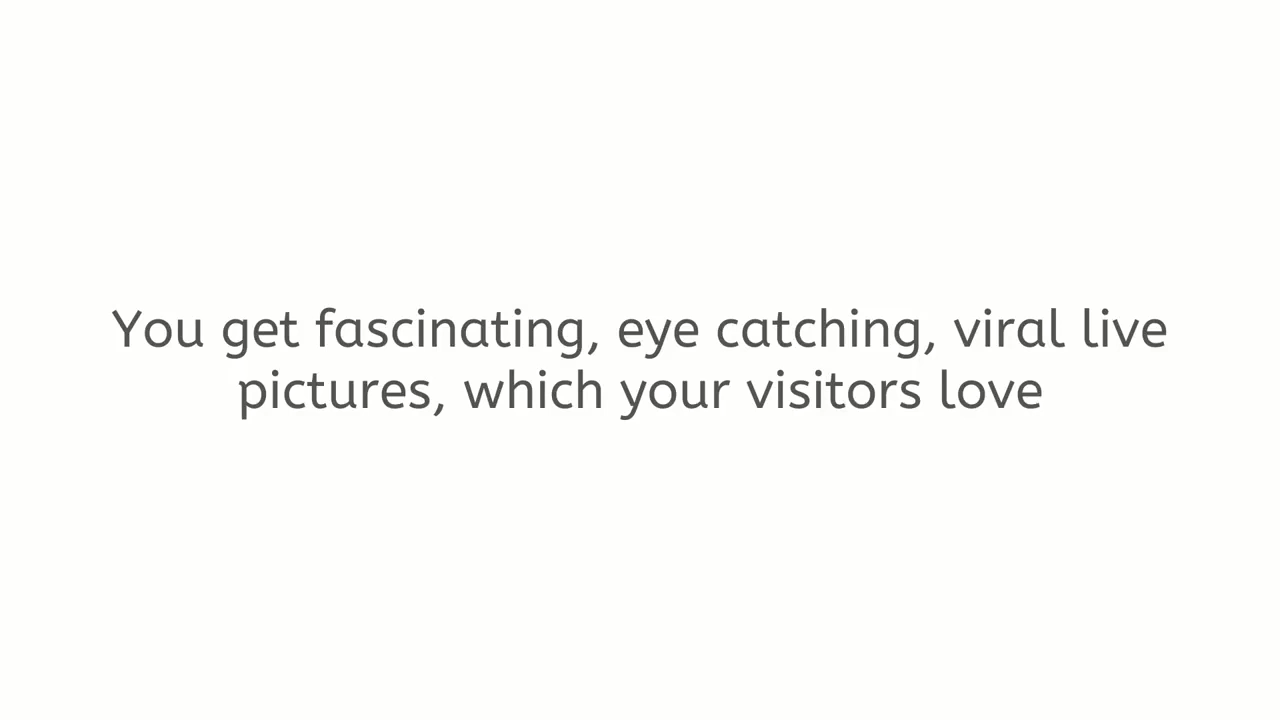 You get fascinating, eye catching, viral live
pictures, which your visitors love